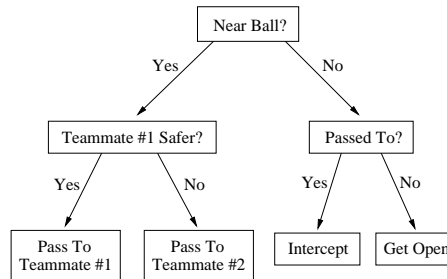 Near Ball?
Yes
No
Teammate #1 Safer?
Passed To?
Yes
No
Yes
No
Pass To
Teammate #1
Pass To
Teammate #2
Intercept
Get Open